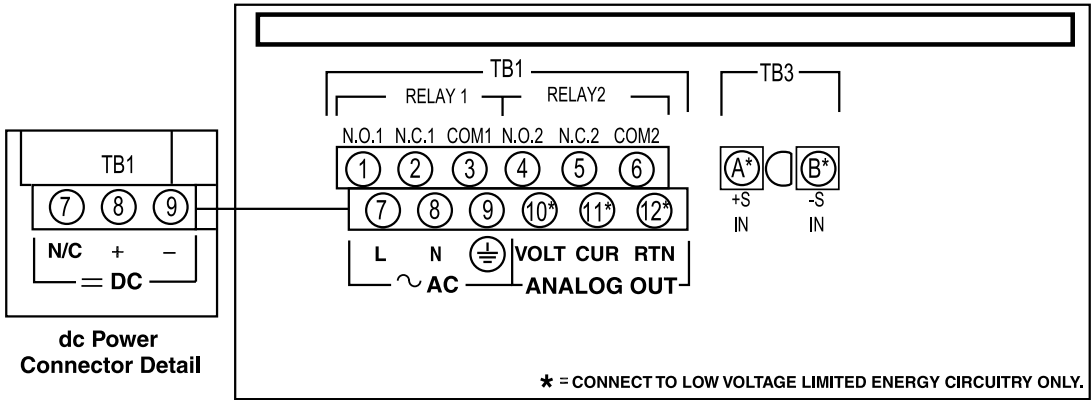 TB1
RELAY 1 RELAY2
N.O.1 N.C.1 COM1 N.O.2 N.C.2 COM2
1 2 3 4 5 6
7 8 9 10* 11* 12*
L N VOLT CUR RTN
AC ANALOG OUT
TB3
A* B*
+S -S
IN IN
TB1
7 8 9
N/C + –
DC
dc Power
Connector Detail
* = CONNECT TO LOW VOLTAGE LIMITED ENERGY CIRCUITRY ONLY.